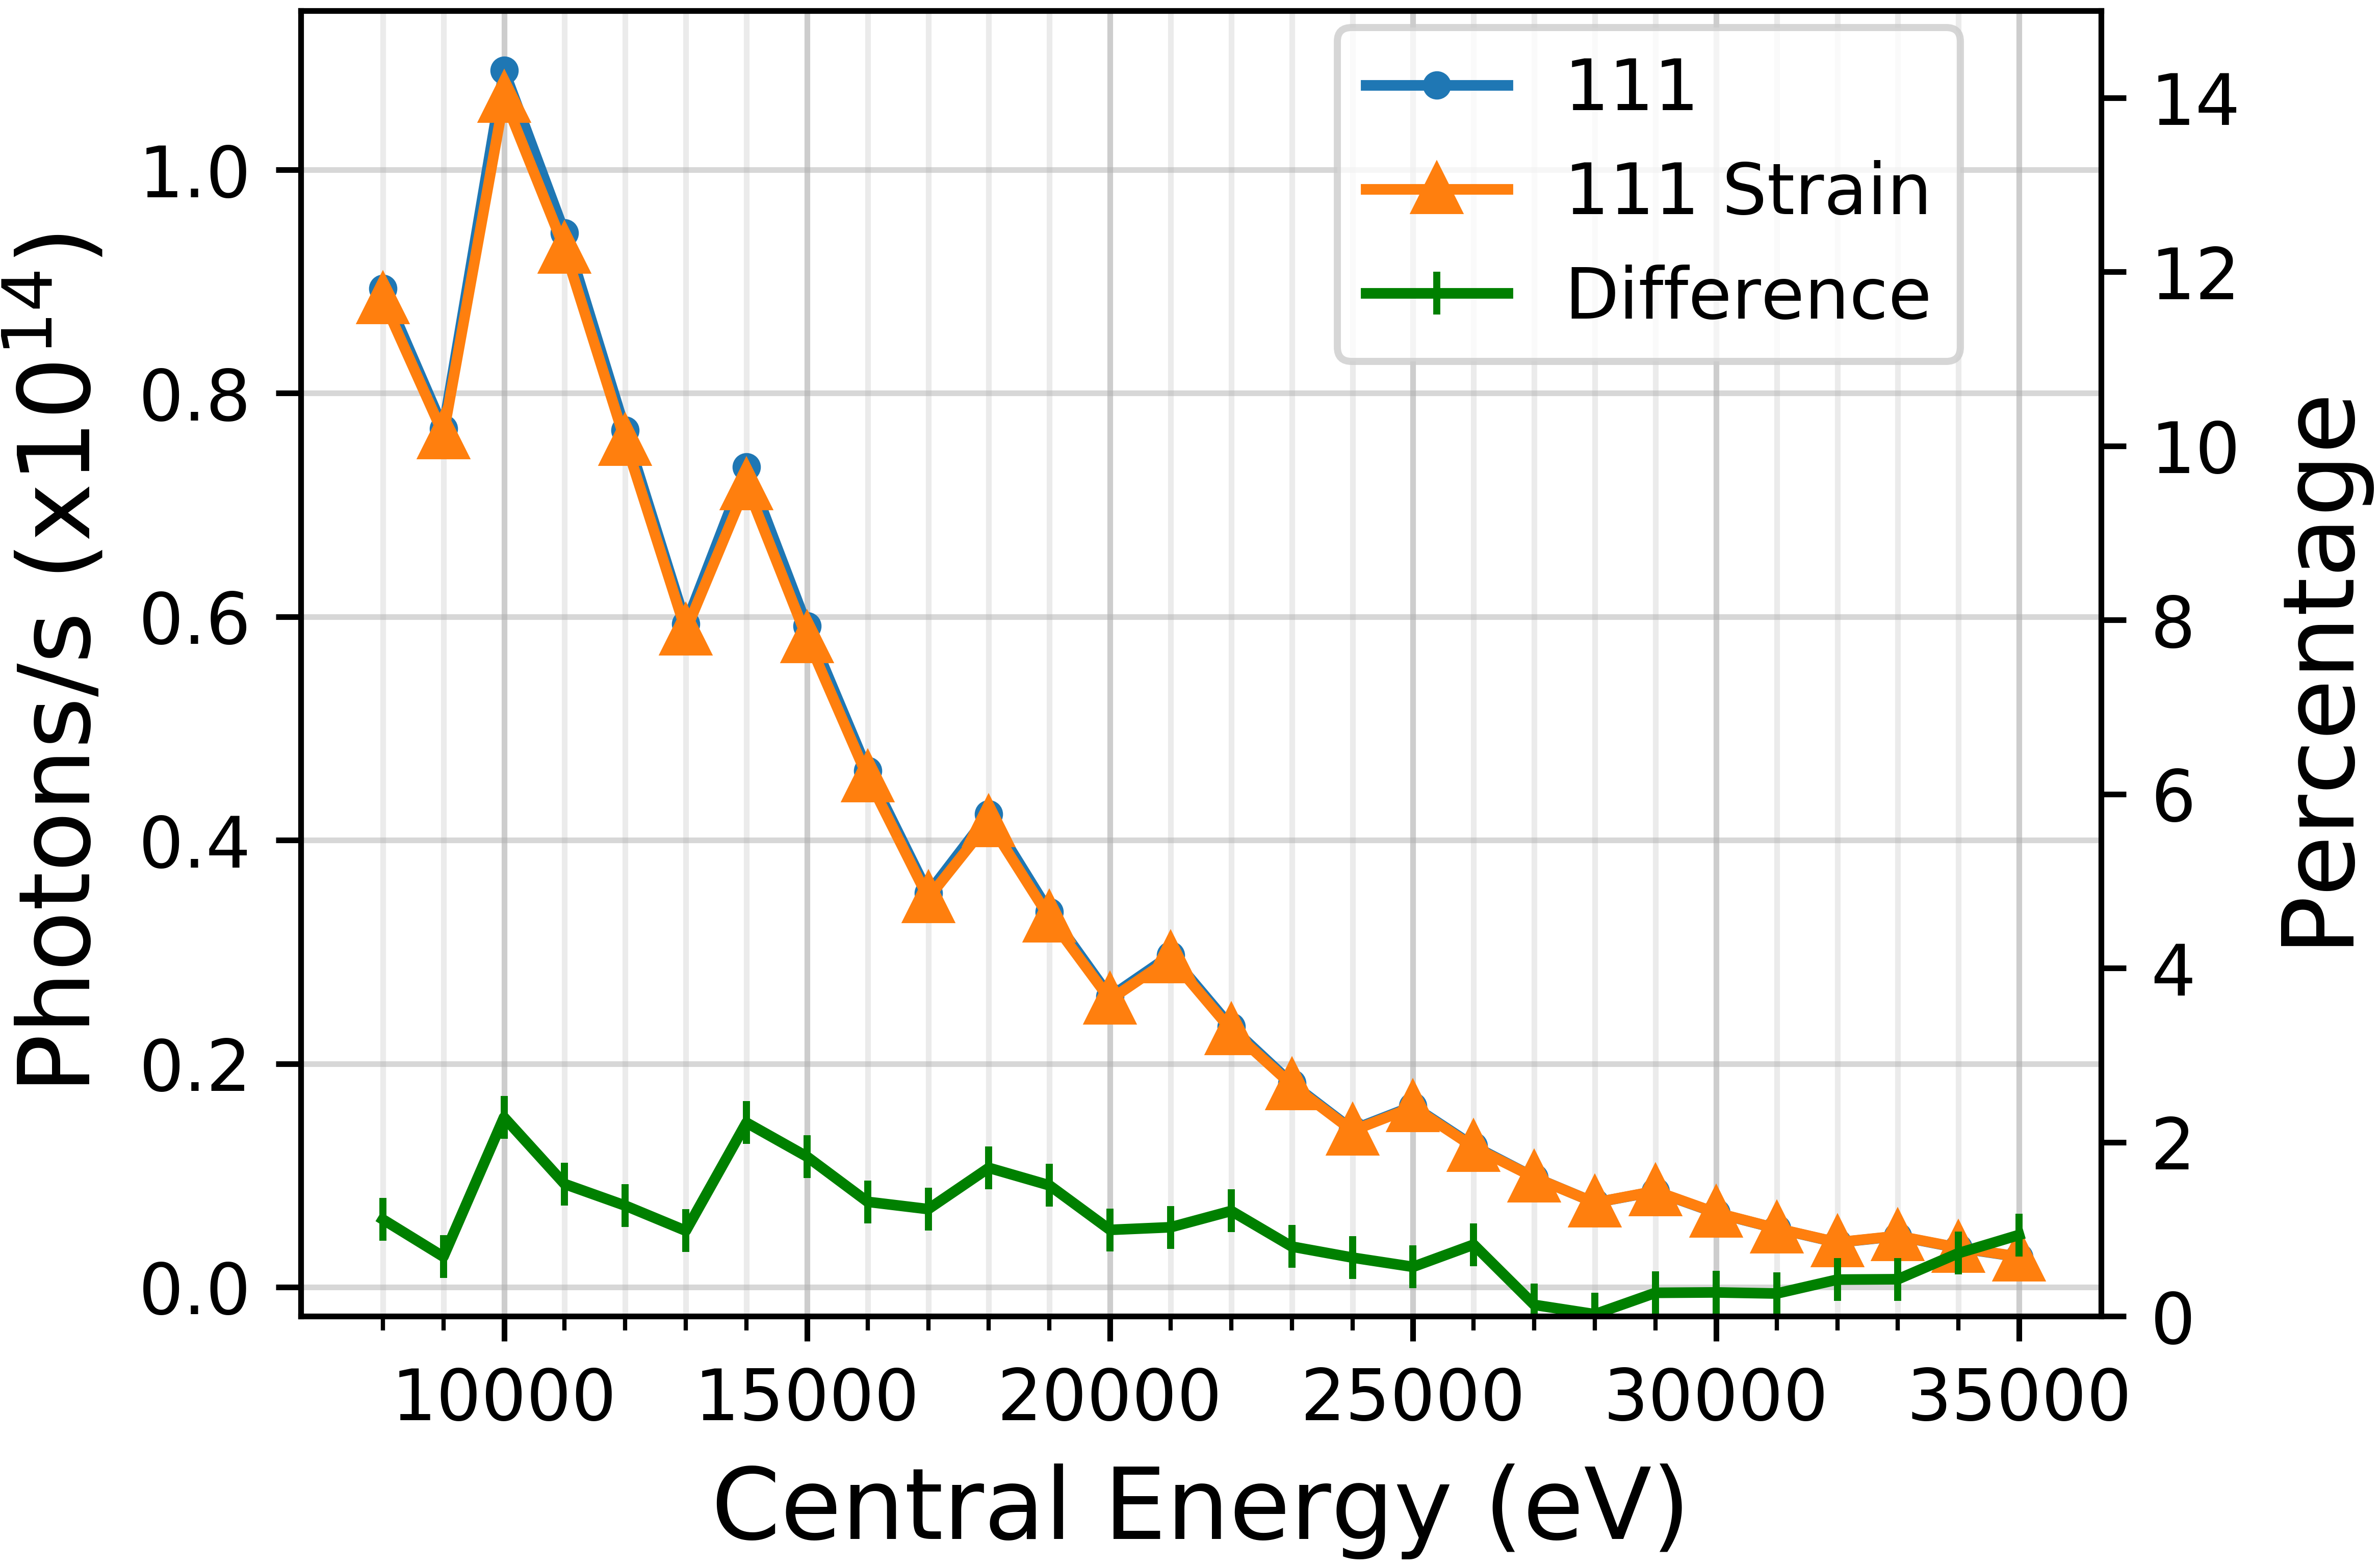 111
111 Strain
Difference
Photons/s (x10¹⁴)
1.0
0.8
0.6
0.4
0.2
0.0
14
12
10
8
6
4
2
0
Percentage
10000 15000 20000 25000 30000 35000
Central Energy (eV)